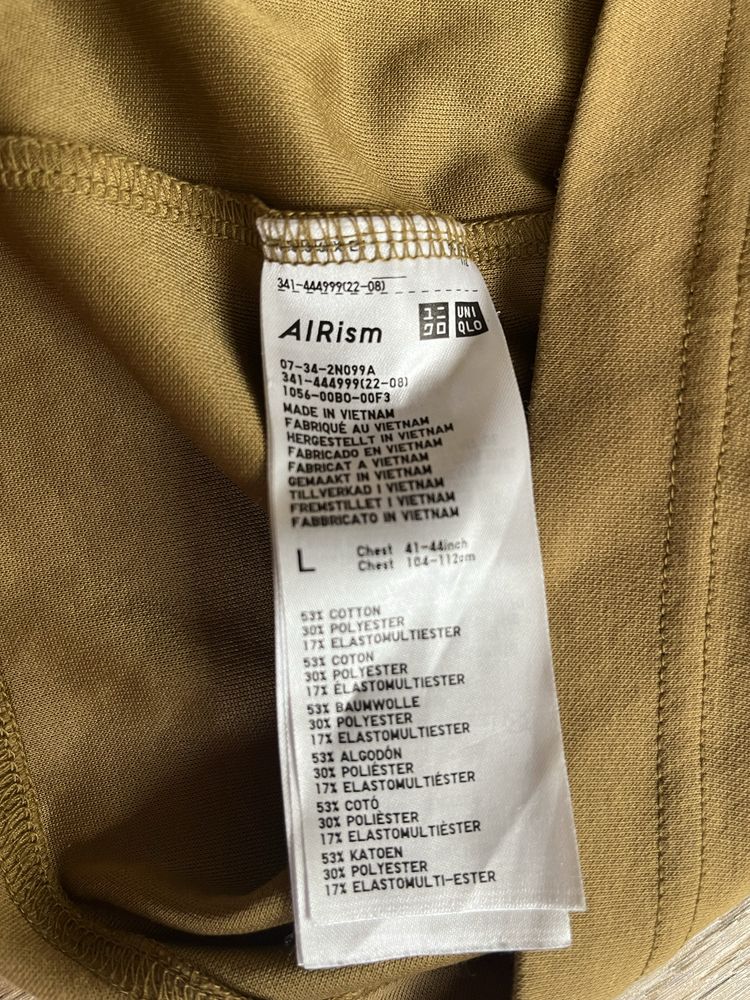 341-444999(22-08)
AIRism
ユニ UNI
クロ QLO
07-34-2N099A
341-444999(22-08)
1056-00B0-00F3
MADE IN VIETNAM
FABRIQUÉ AU VIETNAM
HERGESTELLT IN VIETNAM
FABRICADO EN VIETNAM
FABRICAT A VIETNAM
GEMAAKT IN VIETNAM
TILLVERKAD I VIETNAM
FREMSTILLET I VIETNAM
FABBRICATO IN VIETNAM
L Chest 41-44inch
Chest 104-112cm
53% COTTON
30% POLYESTER
17% ELASTOMULTIESTER
53% COTON
30% POLYESTER
17% ÉLASTOMULTIESTER
53% BAUMWOLLE
30% POLYESTER
17% ELASTOMULTIESTER
53% ALGODÓN
30% POLIÉSTER
17% ELASTOMULTIÉSTER
53% COTÓ
30% POLIÈSTER
17% ELASTOMULTIÈSTER
53% KATOEN
30% POLYESTER
17% ELASTOMULTI-ESTER